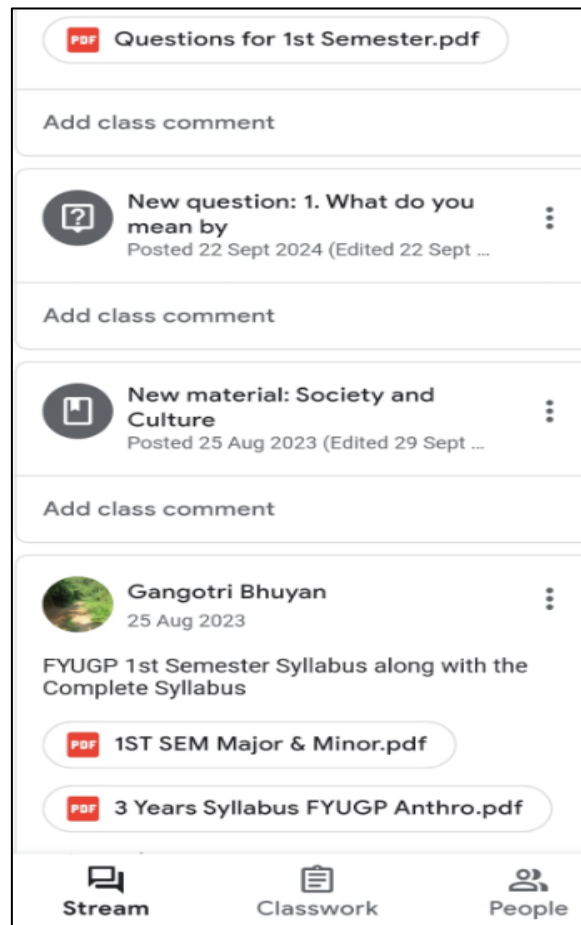 PDF Questions for 1st Semester.pdf
Add class comment
New question: 1. What do you
mean by
Posted 22 Sept 2024 (Edited 22 Sept ...
Add class comment
New material: Society and
Culture
Posted 25 Aug 2023 (Edited 29 Sept ...
Add class comment
Gangotri Bhuyan
25 Aug 2023
FYUGP 1st Semester Syllabus along with the
Complete Syllabus
PDF 1ST SEM Major & Minor.pdf
PDF 3 Years Syllabus FYUGP Anthro.pdf
Stream Classwork People